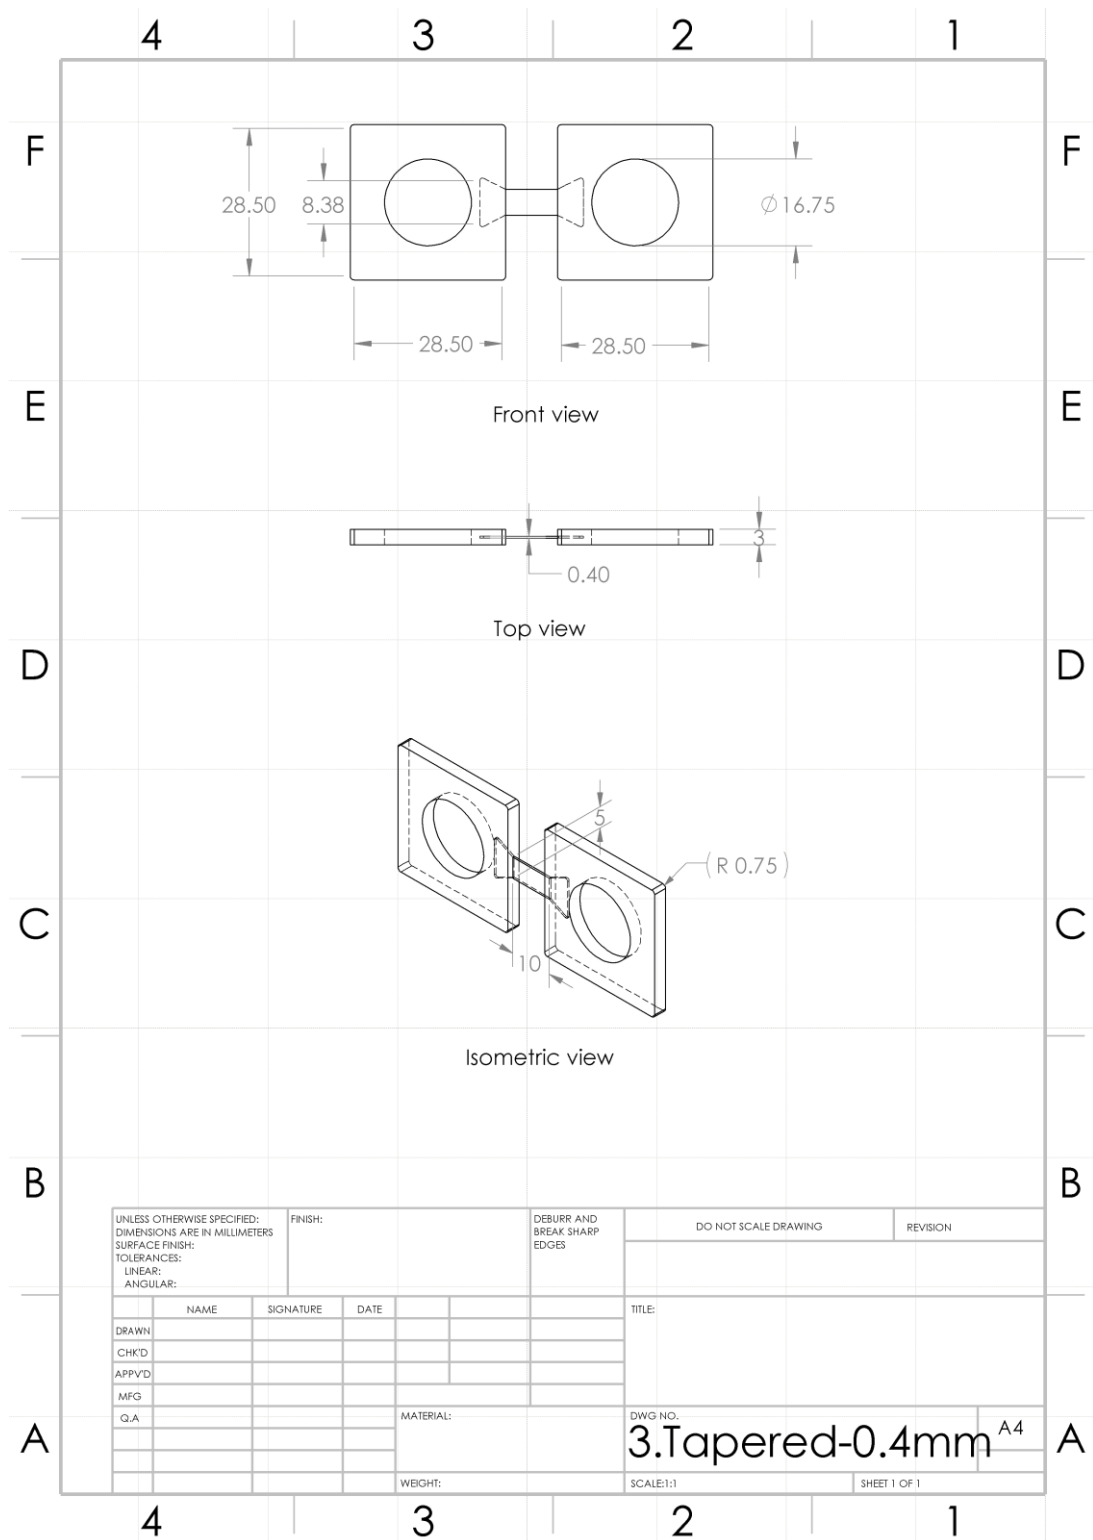 4 3 2 1
F F
28.50 8.38 Ø16.75
28.50 28.50
E E
Front view
3
0.40
Top view
D D
5
(R 0.75)
C C
10
Isometric view
B B
UNLESS OTHERWISE SPECIFIED:
DIMENSIONS ARE IN MILLIMETERS
SURFACE FINISH:
TOLERANCES:
LINEAR:
ANGULAR:
FINISH:
DEBURR AND
BREAK SHARP
EDGES
DO NOT SCALE DRAWING
REVISION
NAME SIGNATURE DATE
TITLE:
DRAWN
CHK'D
APPV'D
MFG
Q.A
MATERIAL:
DWG NO.
3.Tapered-0.4mm
A4
A A
WEIGHT:
SCALE:1:1
SHEET 1 OF 1
4 3 2 1